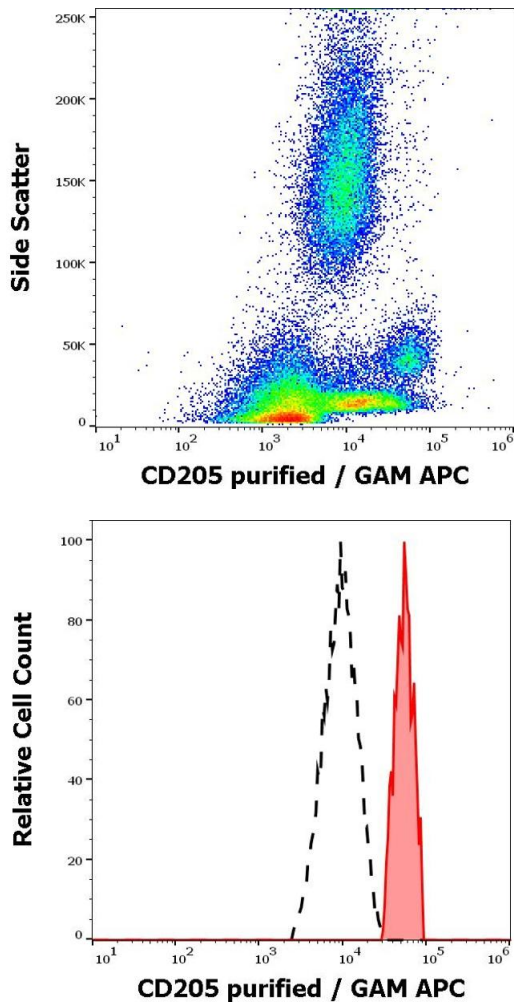 250K
200K
150K
100K
50K
0
Side Scatter
10¹ 10² 10³ 10⁴ 10⁵ 10⁶
CD205 purified / GAM APC
100
80
60
40
20
0
Relative Cell Count
10¹ 10² 10³ 10⁴ 10⁵ 10⁶
CD205 purified / GAM APC